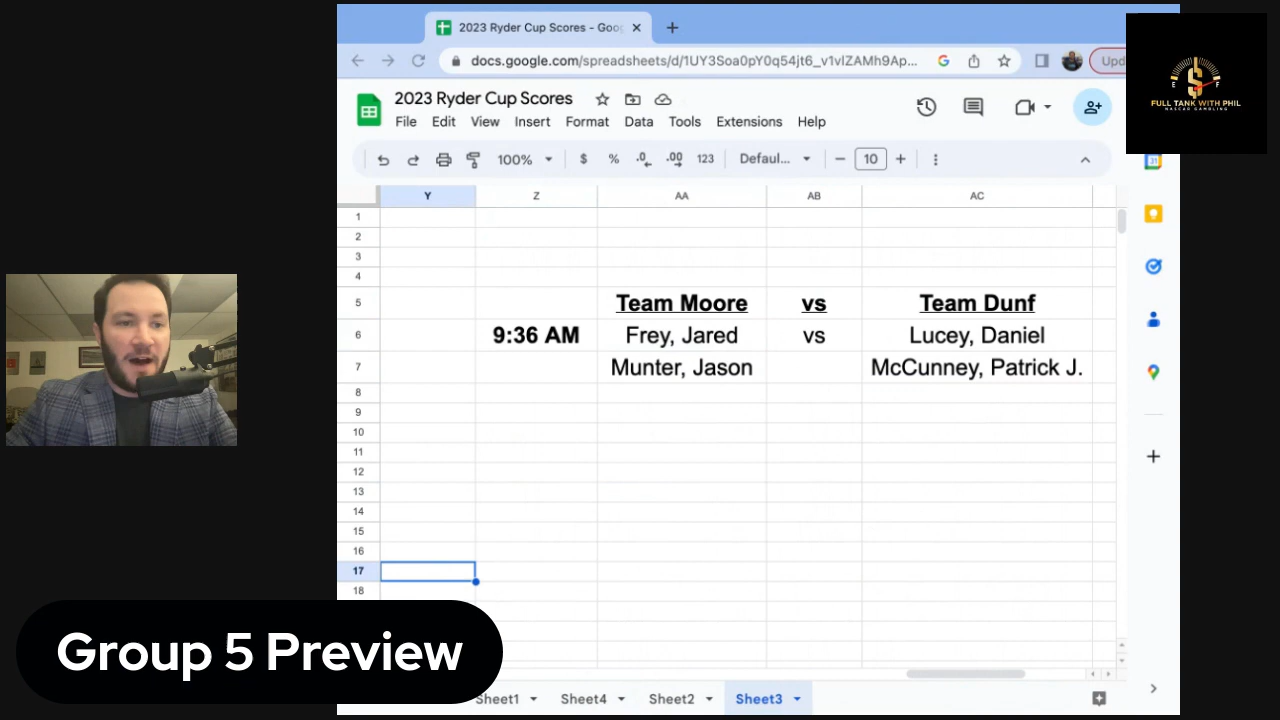 2023 Ryder Cup Scores - Goo
docs.google.com/spreadsheets/d/1UY3Soa0pY0q54jt6_v1vIZAMh9Ap...
Upd
FULL TANK WITH PHIL
NASCAR GAMBLING
2023 Ryder Cup Scores
File Edit View Insert Format Data Tools Extensions Help
100% $ % .0 .00 123 Defaul... 10
Y Z AA AB AC
1
2
3
4
5 Team Moore vs Team Dunf
6 9:36 AM Frey, Jared vs Lucey, Daniel
7 Munter, Jason McCunney, Patrick J.
8
9
10
11
12
13
14
15
16
17
18
Group 5 Preview
Sheet1 Sheet4 Sheet2 Sheet3